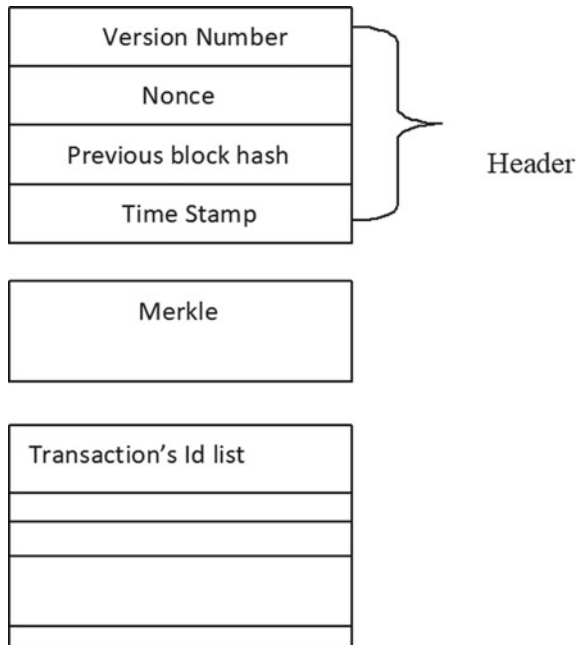 Version Number
Nonce
Previous block hash
Header
Time Stamp
Merkle
Transaction’s Id list